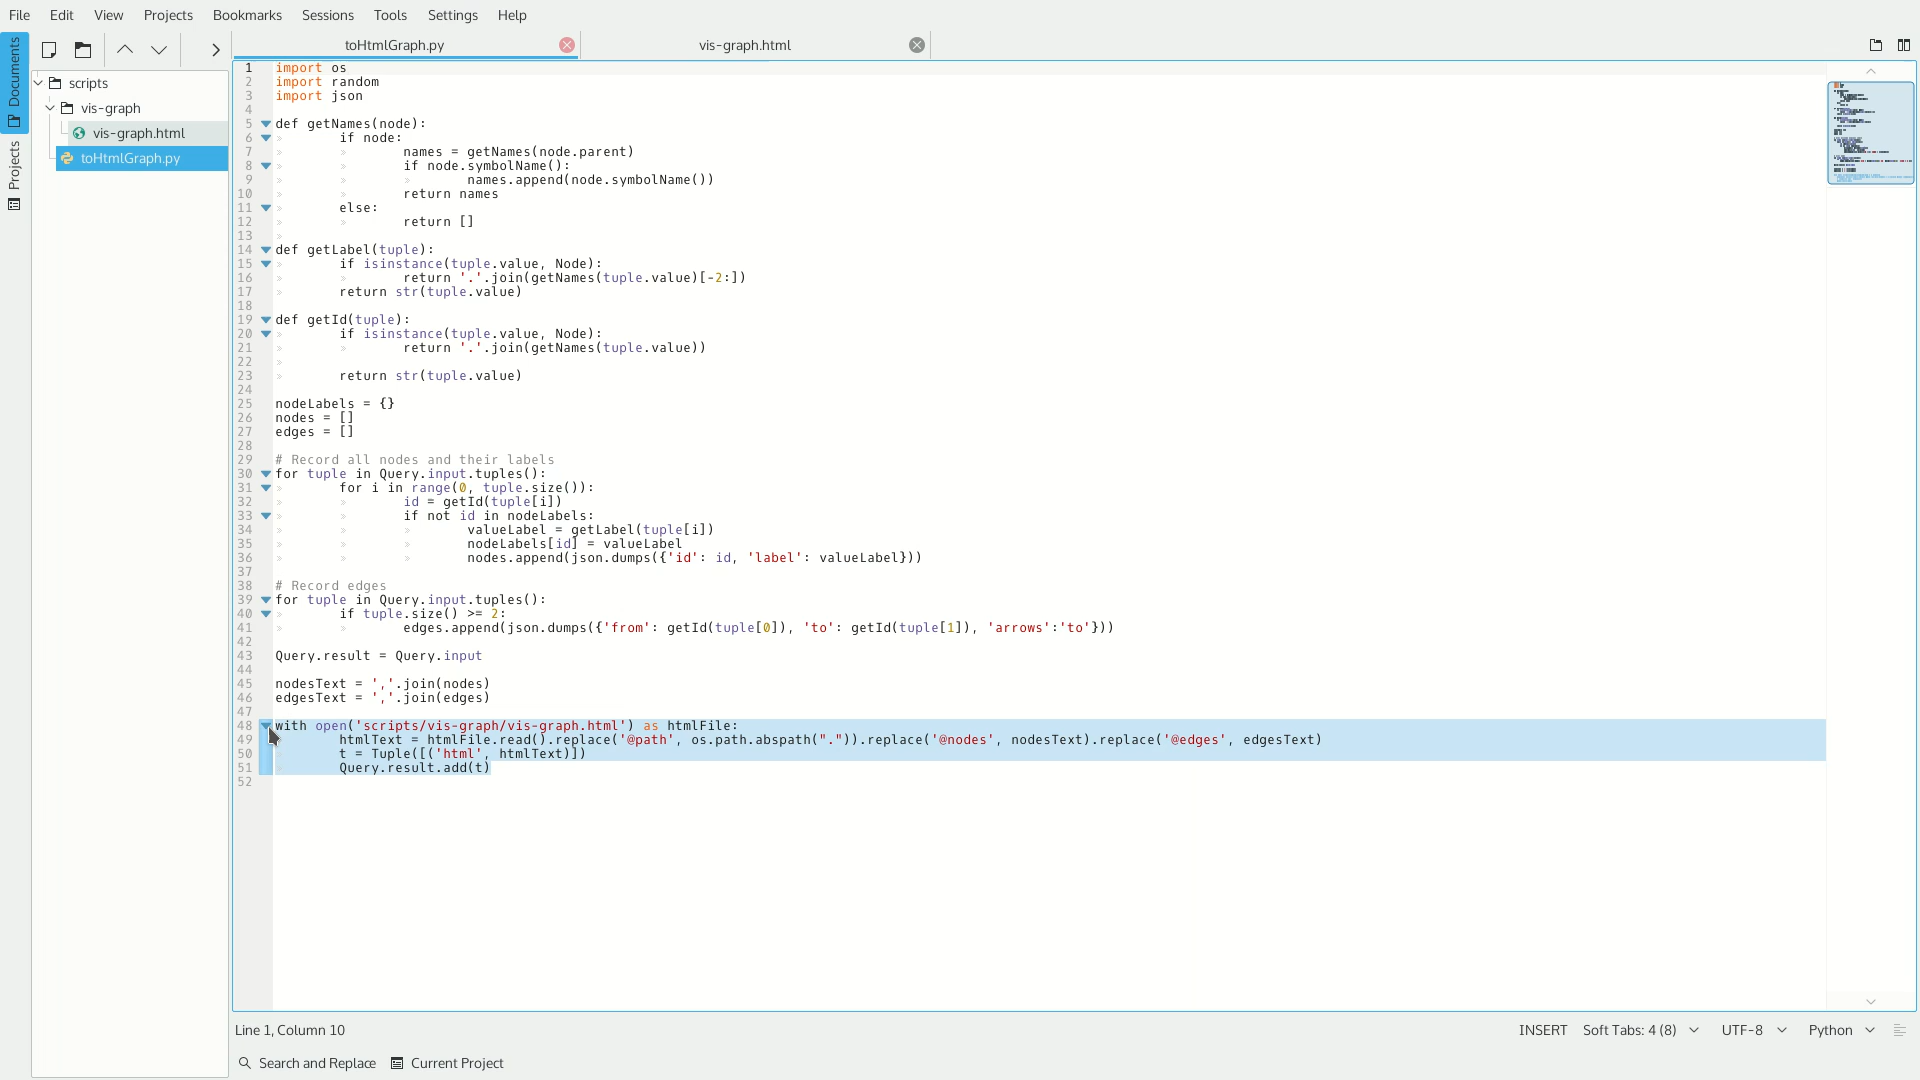 File Edit View Projects Bookmarks Sessions Tools Settings Help
Documents
Projects
toHtmlGraph.py vis-graph.html
scripts
vis-graph
vis-graph.html
toHtmlGraph.py
1 import os
2 import random
3 import json
4
5 def getNames(node):
6 if node:
7 names = getNames(node.parent)
8 if node.symbolName():
9 names.append(node.symbolName())
10 return names
11 else:
12 return []
13
14 def getLabel(tuple):
15 if isinstance(tuple.value, Node):
16 return '.'.join(getNames(tuple.value)[-2:])
17 return str(tuple.value)
18
19 def getId(tuple):
20 if isinstance(tuple.value, Node):
21 return '.'.join(getNames(tuple.value))
22
23 return str(tuple.value)
24
25 nodeLabels = {}
26 nodes = []
27 edges = []
28
29 # Record all nodes and their labels
30 for tuple in Query.input.tuples():
31 for i in range(0, tuple.size()):
32 id = getId(tuple[i])
33 if not id in nodeLabels:
34 valueLabel = getLabel(tuple[i])
35 nodeLabels[id] = valueLabel
36 nodes.append(json.dumps({'id': id, 'label': valueLabel}))
37
38 # Record edges
39 for tuple in Query.input.tuples():
40 if tuple.size() >= 2:
41 edges.append(json.dumps({'from': getId(tuple[0]), 'to': getId(tuple[1]), 'arrows':'to'}))
42
43 Query.result = Query.input
44
45 nodesText = ','.join(nodes)
46 edgesText = ','.join(edges)
47
48 with open('scripts/vis-graph/vis-graph.html') as htmlFile:
49 htmlText = htmlFile.read().replace('@path', os.path.abspath(".")).replace('@nodes', nodesText).replace('@edges', edgesText)
50 t = Tuple([('html', htmlText)])
51 Query.result.add(t)
52
Line 1, Column 10 INSERT Soft Tabs: 4 (8) UTF-8 Python
Search and Replace Current Project